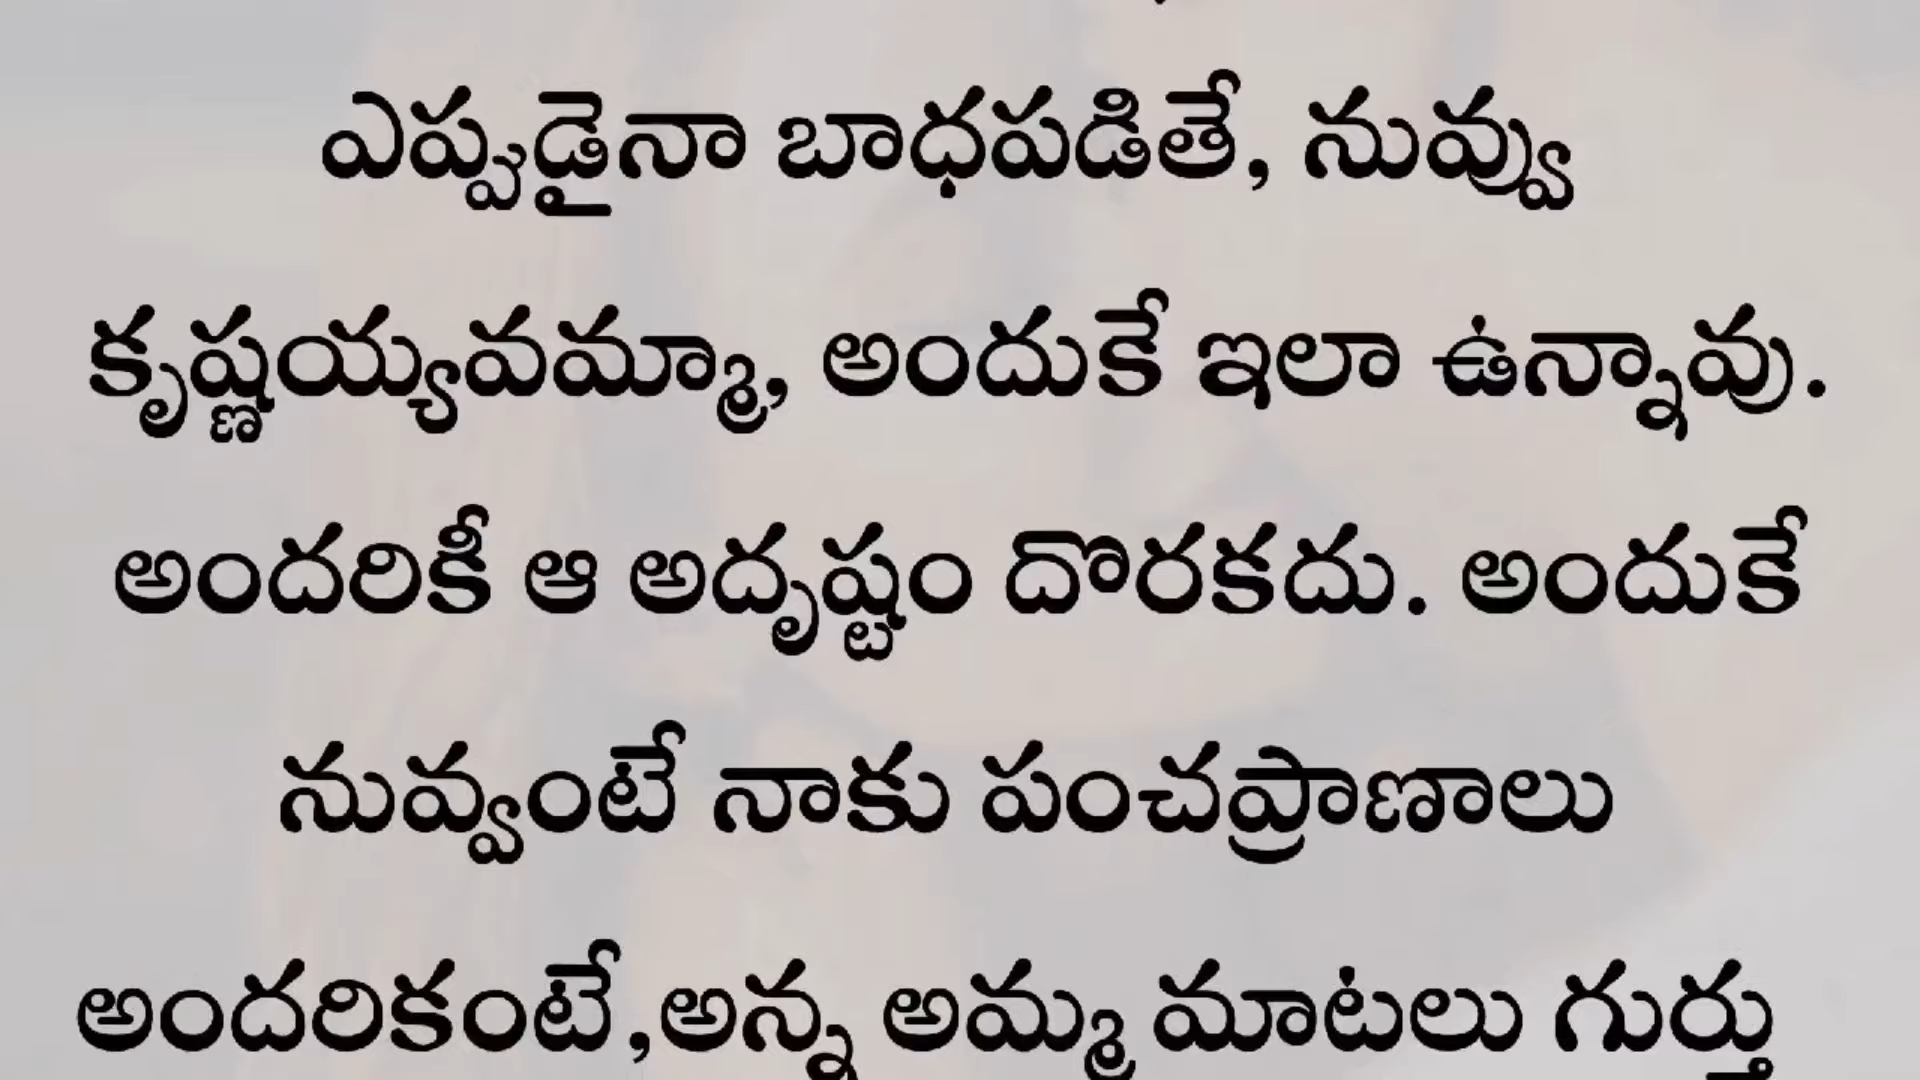 ఎప్పుడైనా బాధపడితే, నువ్వు
కృష్ణయ్యవమ్మా, అందుకే ఇలా ఉన్నావు.
అందరికీ ఆ అదృష్టం దొరకదు. అందుకే
నువ్వంటే నాకు పంచప్రాణాలు
అందరికంటే,అన్న అమ్మ మాటలు గుర్తు